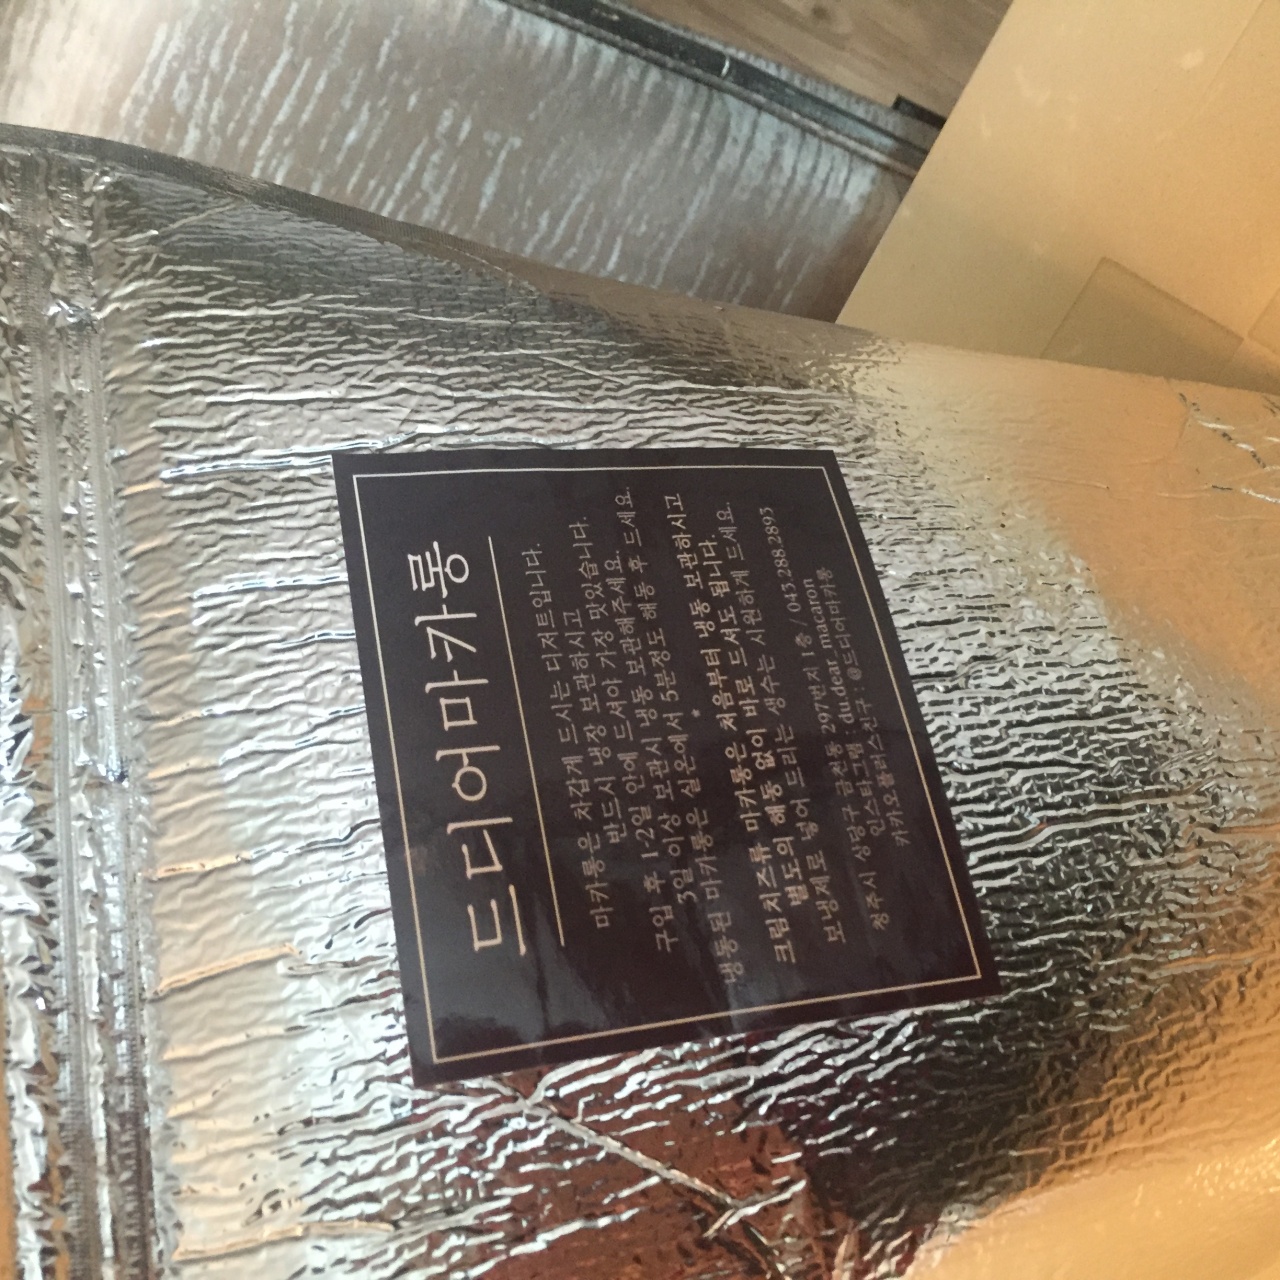 드디어마카롱
마카롱은 차갑게 드시는 디저트입니다.
반드시 냉장 보관하시고
구입 후 1-2일 안에 드셔야 가장 맛있습니다.
3일 이상 보관시 냉동 보관해주세요.
냉동된 마카롱은 실온에서 5분정도 해동 후 드세요.
*
크림치즈류 마카롱은 처음부터 냉동 보관하시고
별도의 해동 없이 바로 드셔도 됩니다.
보냉제로 넣어 드리는 생수는 시원하게 드세요.
청주시 상당구 금천동 297번지 1층 / 043.288.2893
인스타그램 : du.dear_macaron
카카오플러스친구 : @드디어마카롱